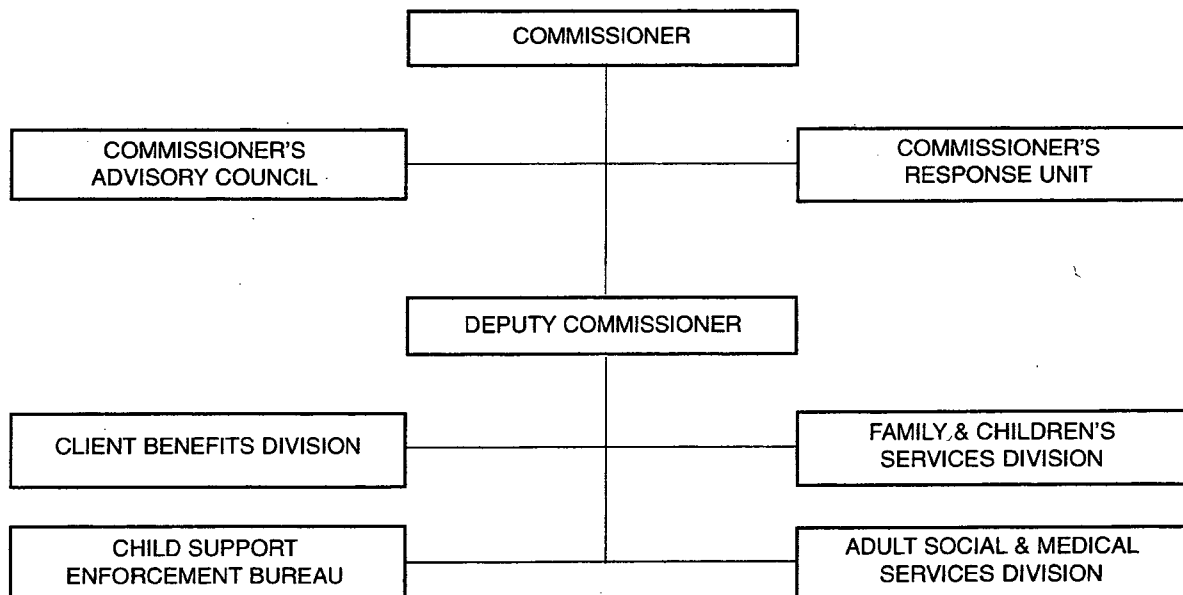 COMMISSIONER
COMMISSIONER'S
ADVISORY COUNCIL
COMMISSIONER'S
RESPONSE UNIT
DEPUTY COMMISSIONER
CLIENT BENEFITS DIVISION
FAMILY & CHILDREN'S
SERVICES DIVISION
CHILD SUPPORT
ENFORCEMENT BUREAU
ADULT SOCIAL & MEDICAL
SERVICES DIVISION